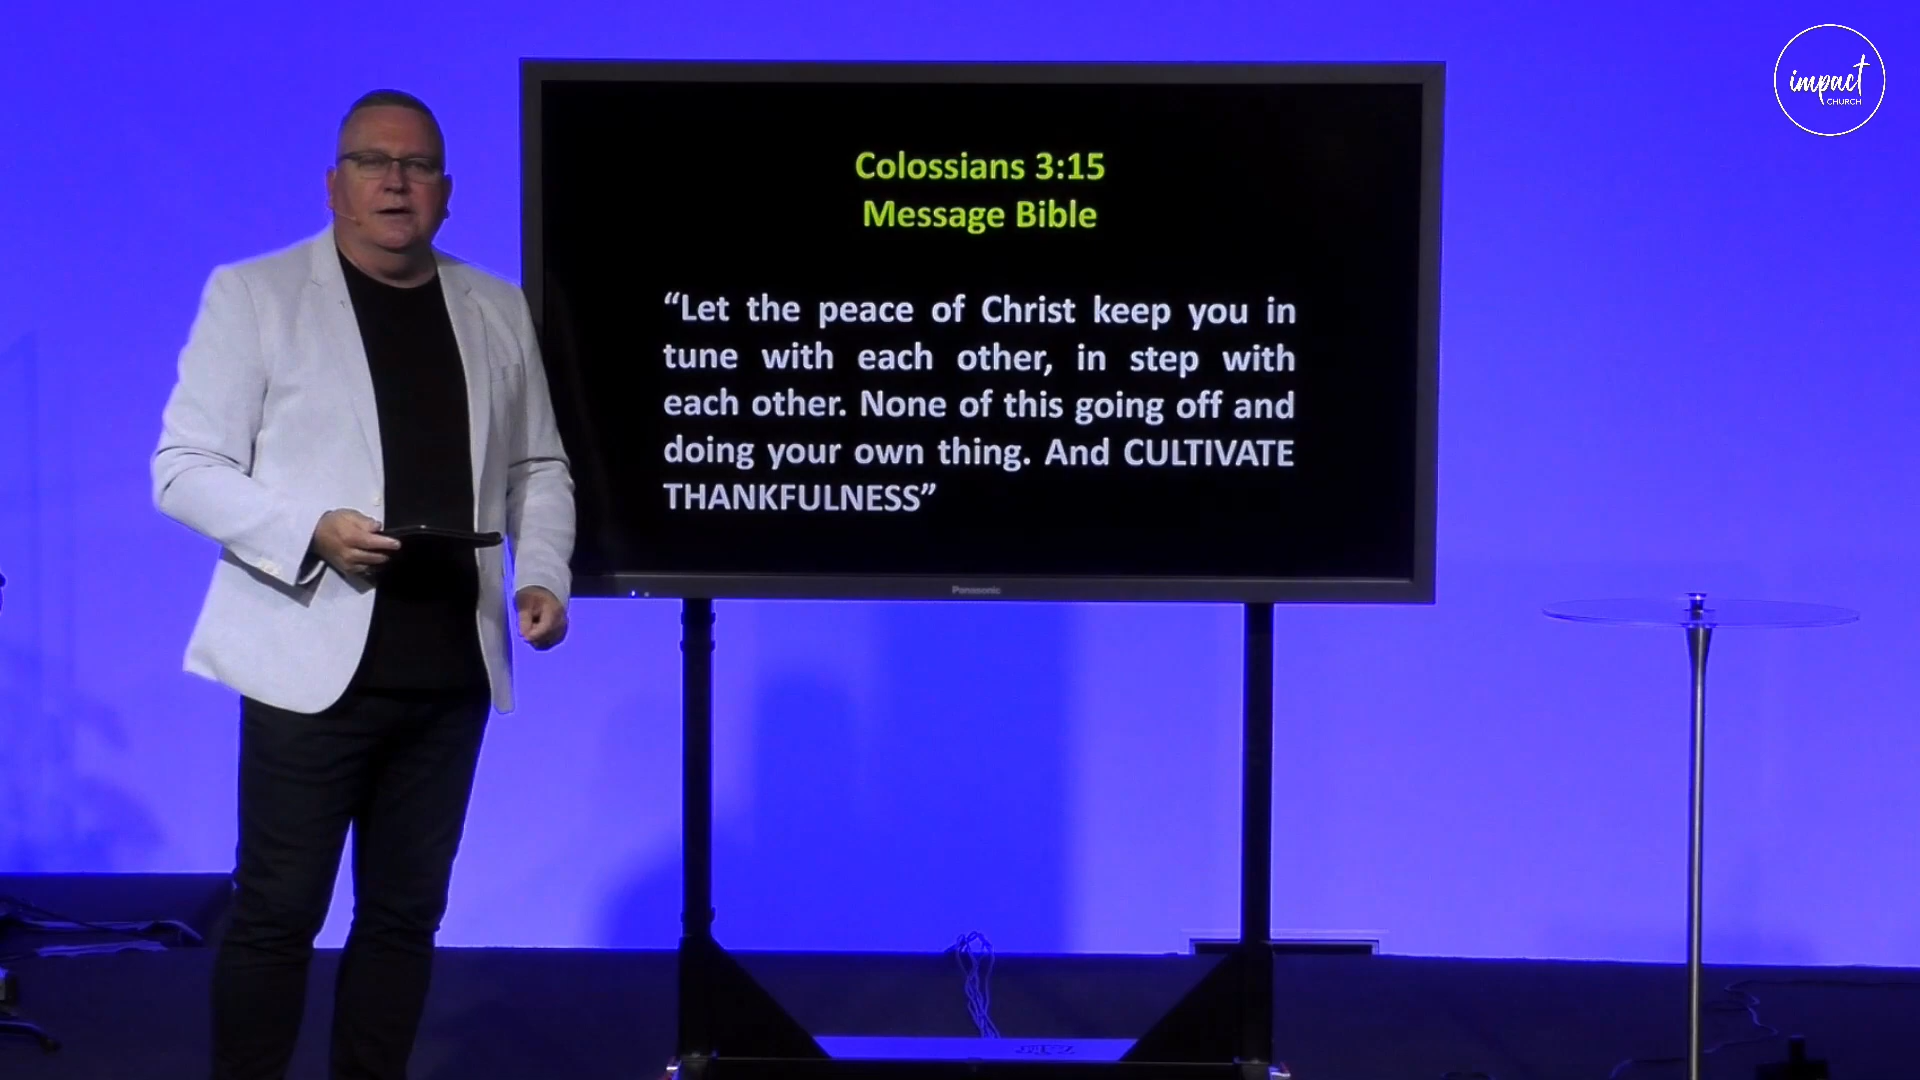 impact
CHURCH
Colossians 3:15
Message Bible
“Let the peace of Christ keep you in
tune with each other, in step with
each other. None of this going off and
doing your own thing. And CULTIVATE
THANKFULNESS”
Panasonic